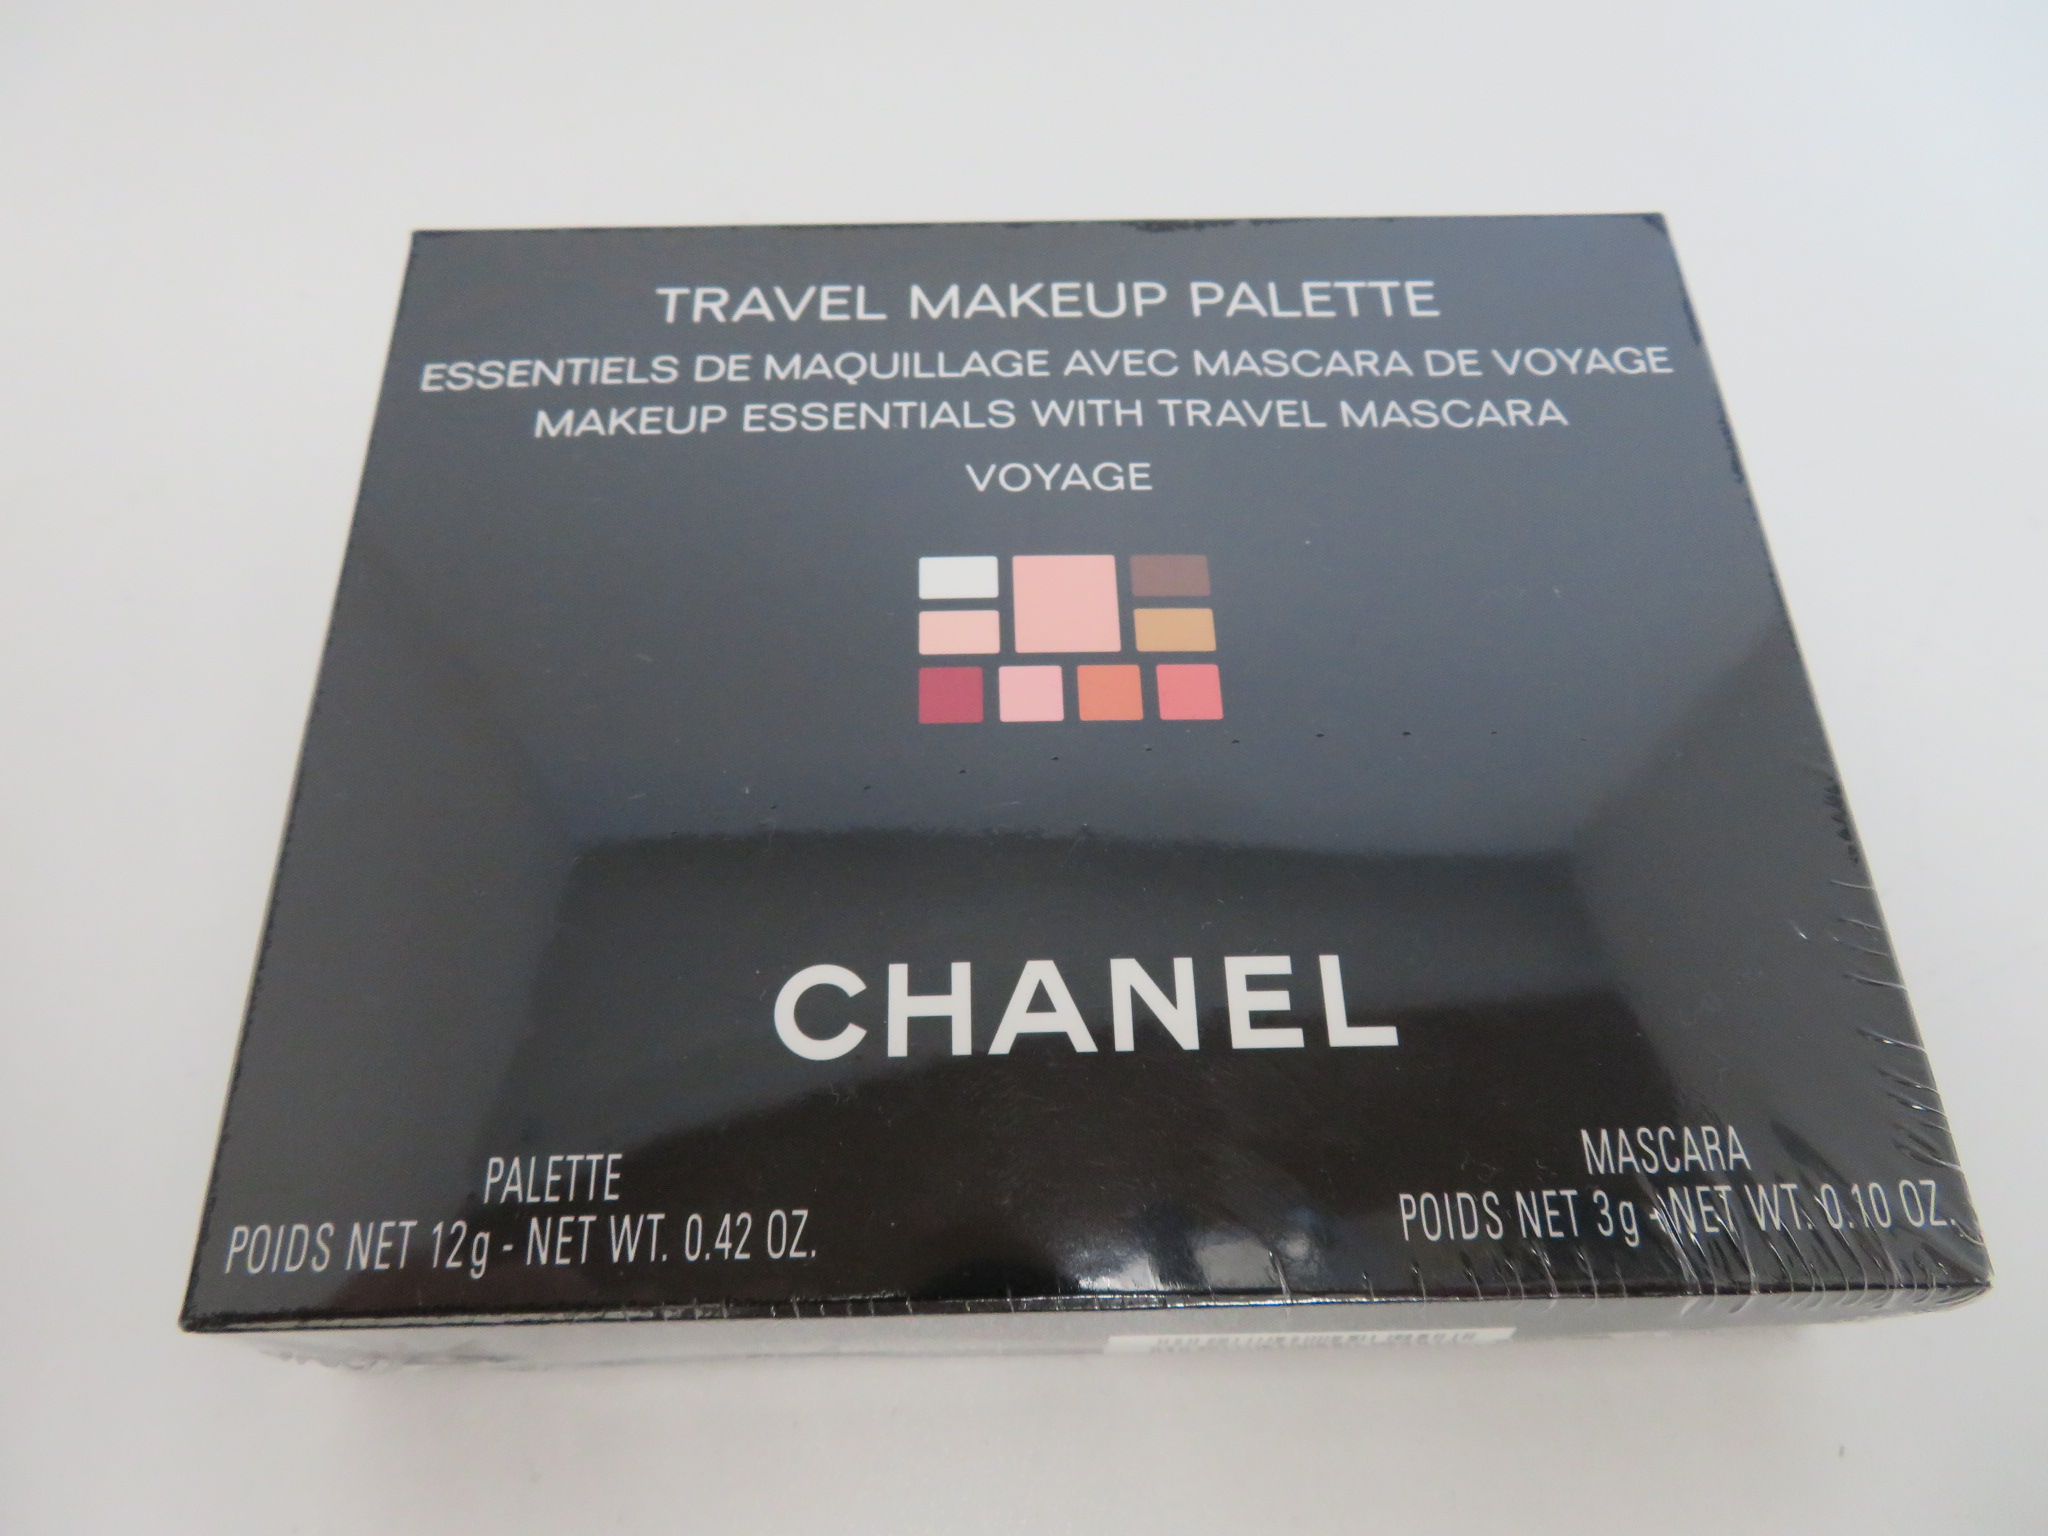 TRAVEL MAKEUP PALETTE
ESSENTIELS DE MAQUILLAGE AVEC MASCARA DE VOYAGE
MAKEUP ESSENTIALS WITH TRAVEL MASCARA
VOYAGE
CHANEL
PALETTE
POIDS NET 12g - NET WT. 0.42 OZ.
MASCARA
POIDS NET 3g - NET WT. 0.10 OZ.